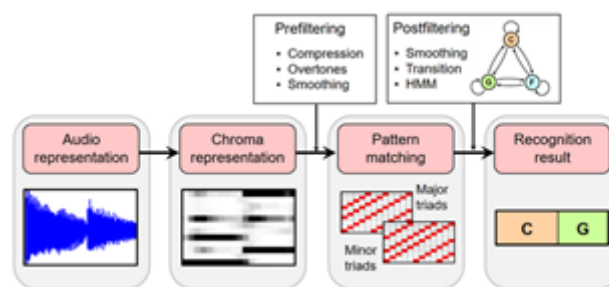 Prefiltering
• Compression
• Overtones
• Smoothing
Postfiltering
• Smoothing
• Transition
• HMM
C
G
F
Audio
representation
Chroma
representation
Pattern
matching
Recognition
result
Major
triads
Minor
triads
C
G